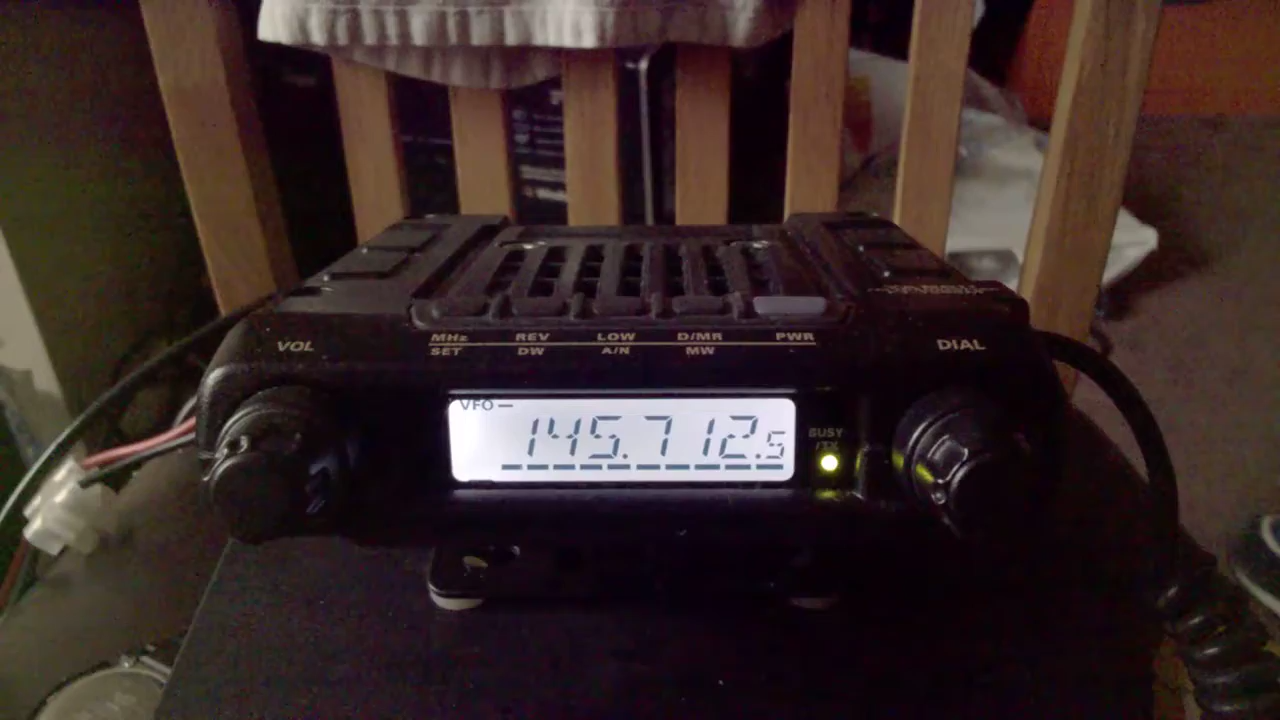 VOL
MHz REV LOW D/MR PWR
SET DW A/N MW
DIAL
VFO –
145.712.5
BUSY
/TX